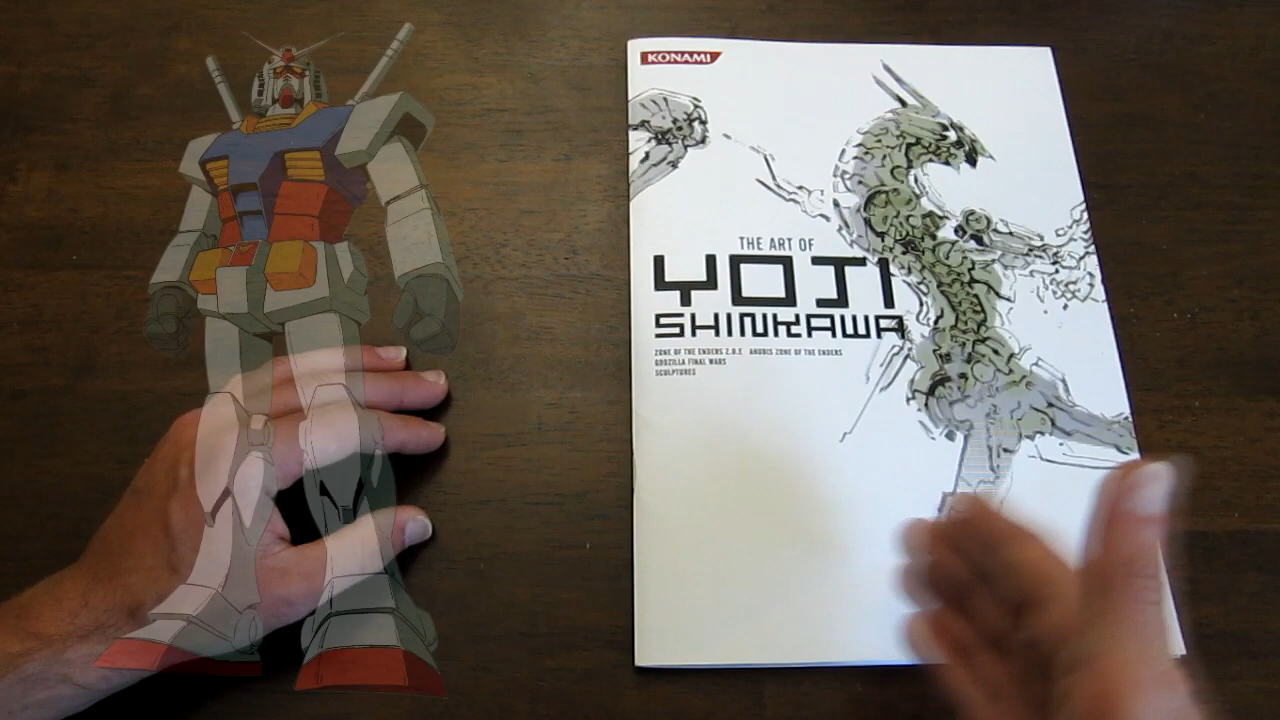 KONAMI
THE ART OF
YOJI
SHINKAWA
ZONE OF THE ENDERS Z.O.E ANUBIS ZONE OF THE ENDERS
GODZILLA FINAL WARS
SCULPTURES